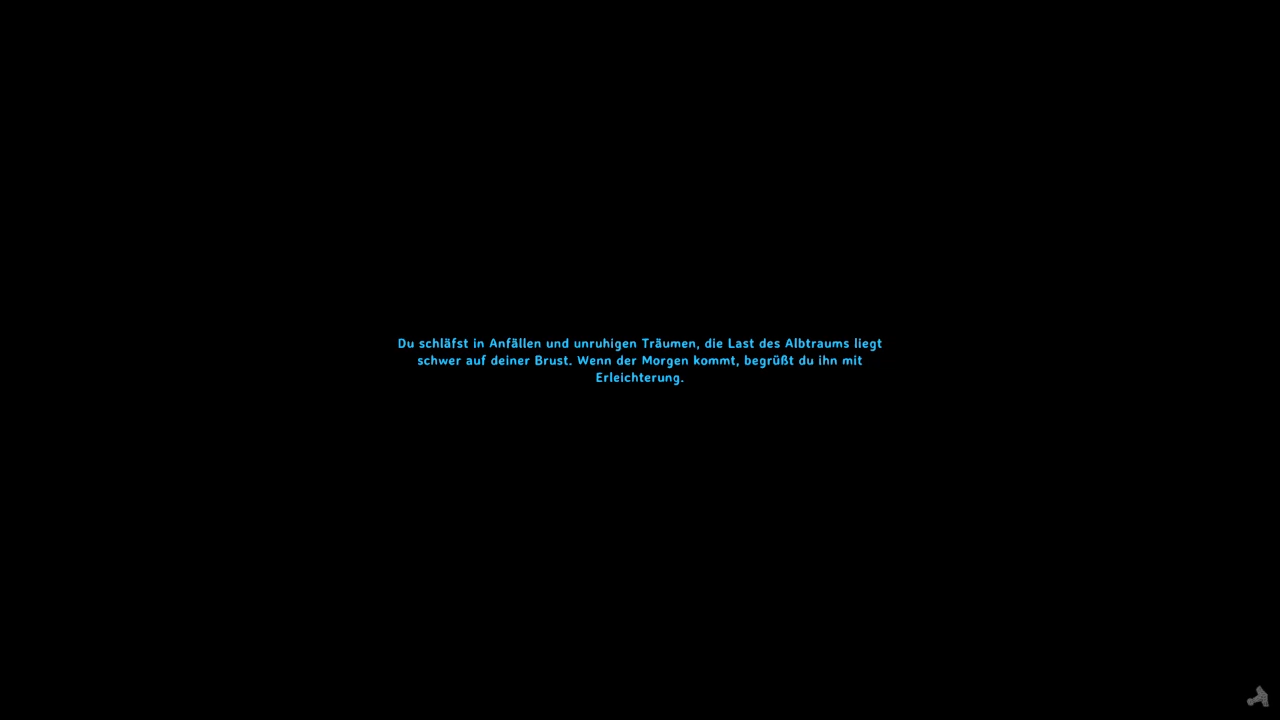 Du schläfst in Anfällen und unruhigen Träumen, die Last des Albtraums liegt
schwer auf deiner Brust. Wenn der Morgen kommt, begrüßt du ihn mit
Erleichterung.